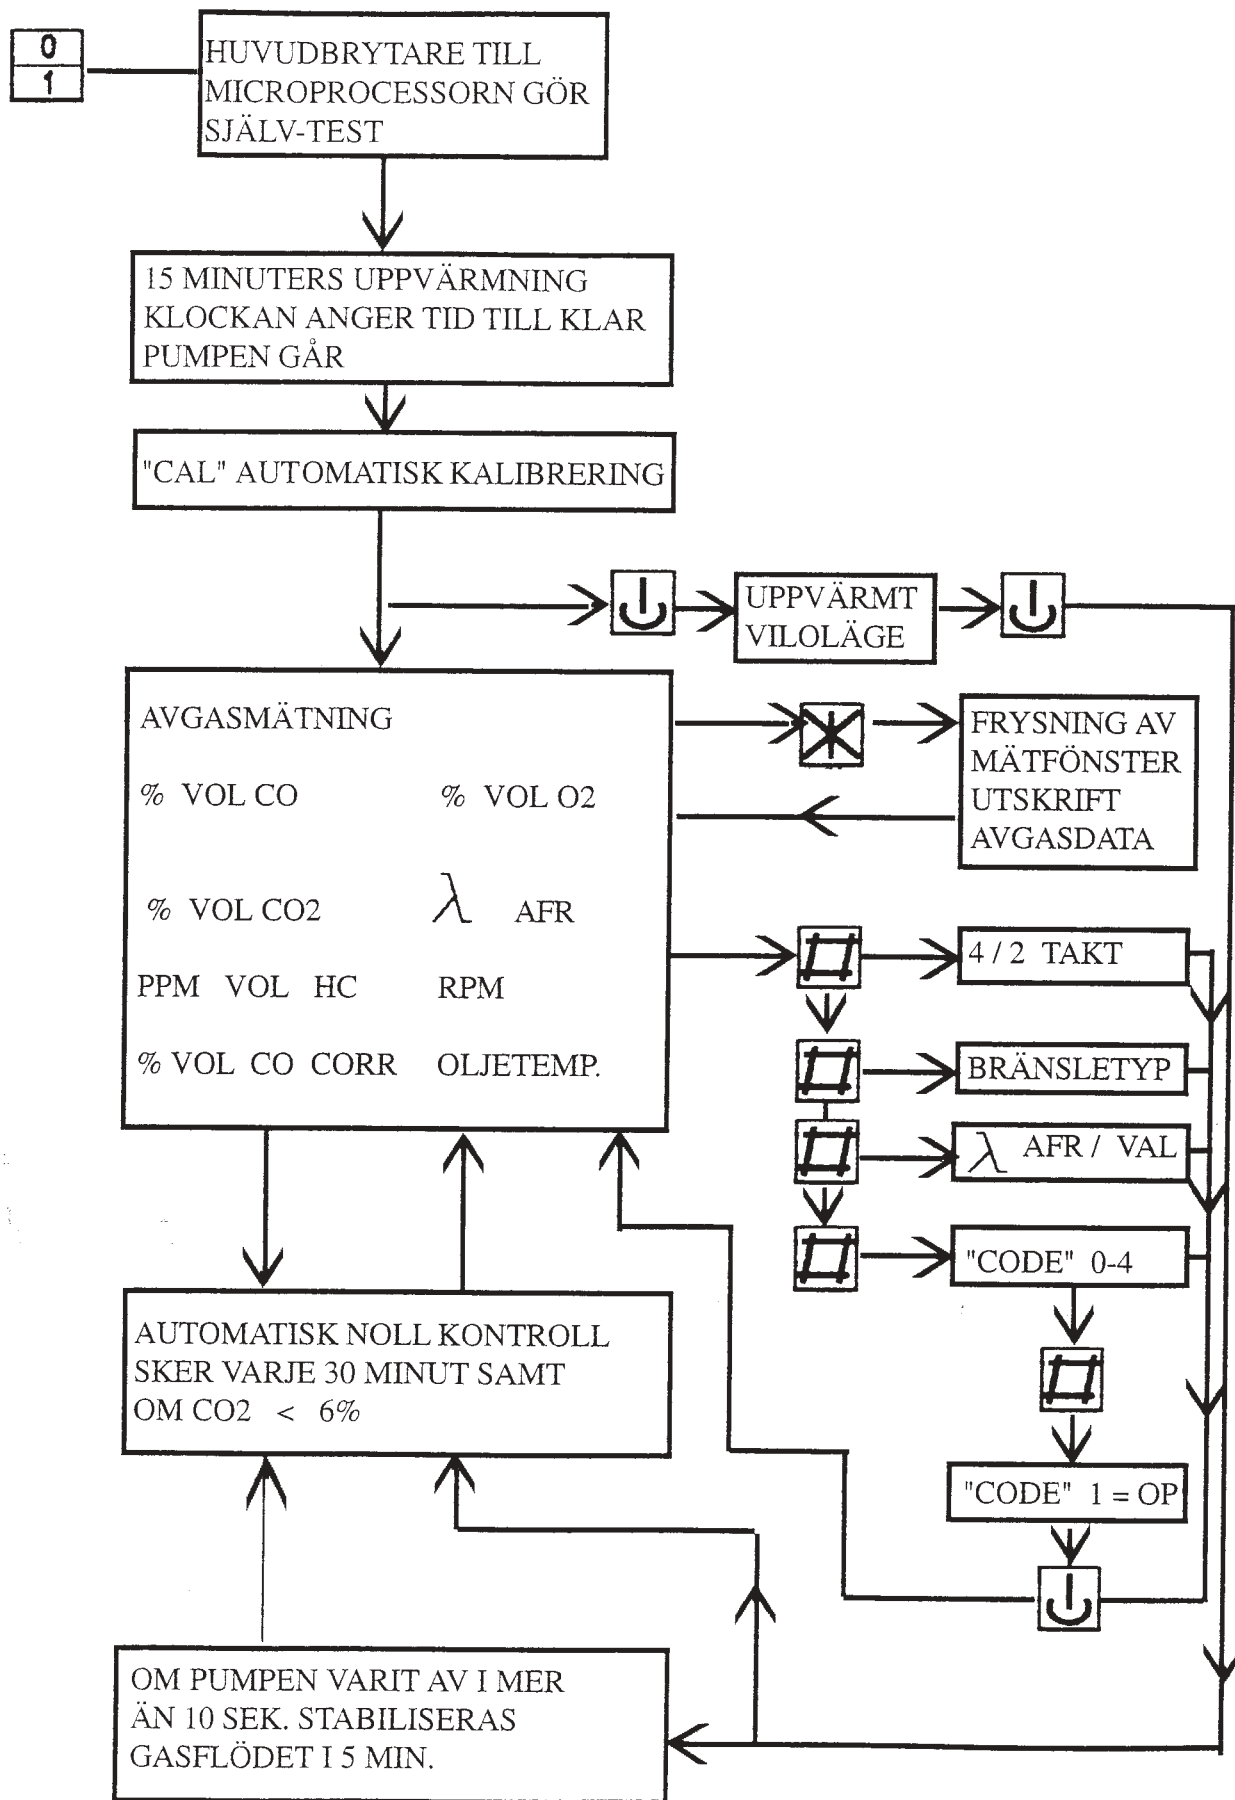 0
1
HUVUDBRYTARE TILL
MICROPROCESSORN GÖR
SJÄLV-TEST
15 MINUTERS UPPVÄRMNING
KLOCKAN ANGER TID TILL KLAR
PUMPEN GÅR
"CAL" AUTOMATISK KALIBRERING
UPPVÄRMT
VILOLÄGE
AVGASMÄTNING
% VOL CO % VOL O2
% VOL CO2 λ AFR
PPM VOL HC RPM
% VOL CO CORR OLJETEMP.
FRYSNING AV
MÄTFÖNSTER
UTSKRIFT
AVGASDATA
4 / 2 TAKT
BRÄNSLETYP
λ AFR / VAL
"CODE" 0-4
"CODE" 1 = OP
AUTOMATISK NOLL KONTROLL
SKER VARJE 30 MINUT SAMT
OM CO2 < 6%
OM PUMPEN VARIT AV I MER
ÄN 10 SEK. STABILISERAS
GASFLÖDET I 5 MIN.